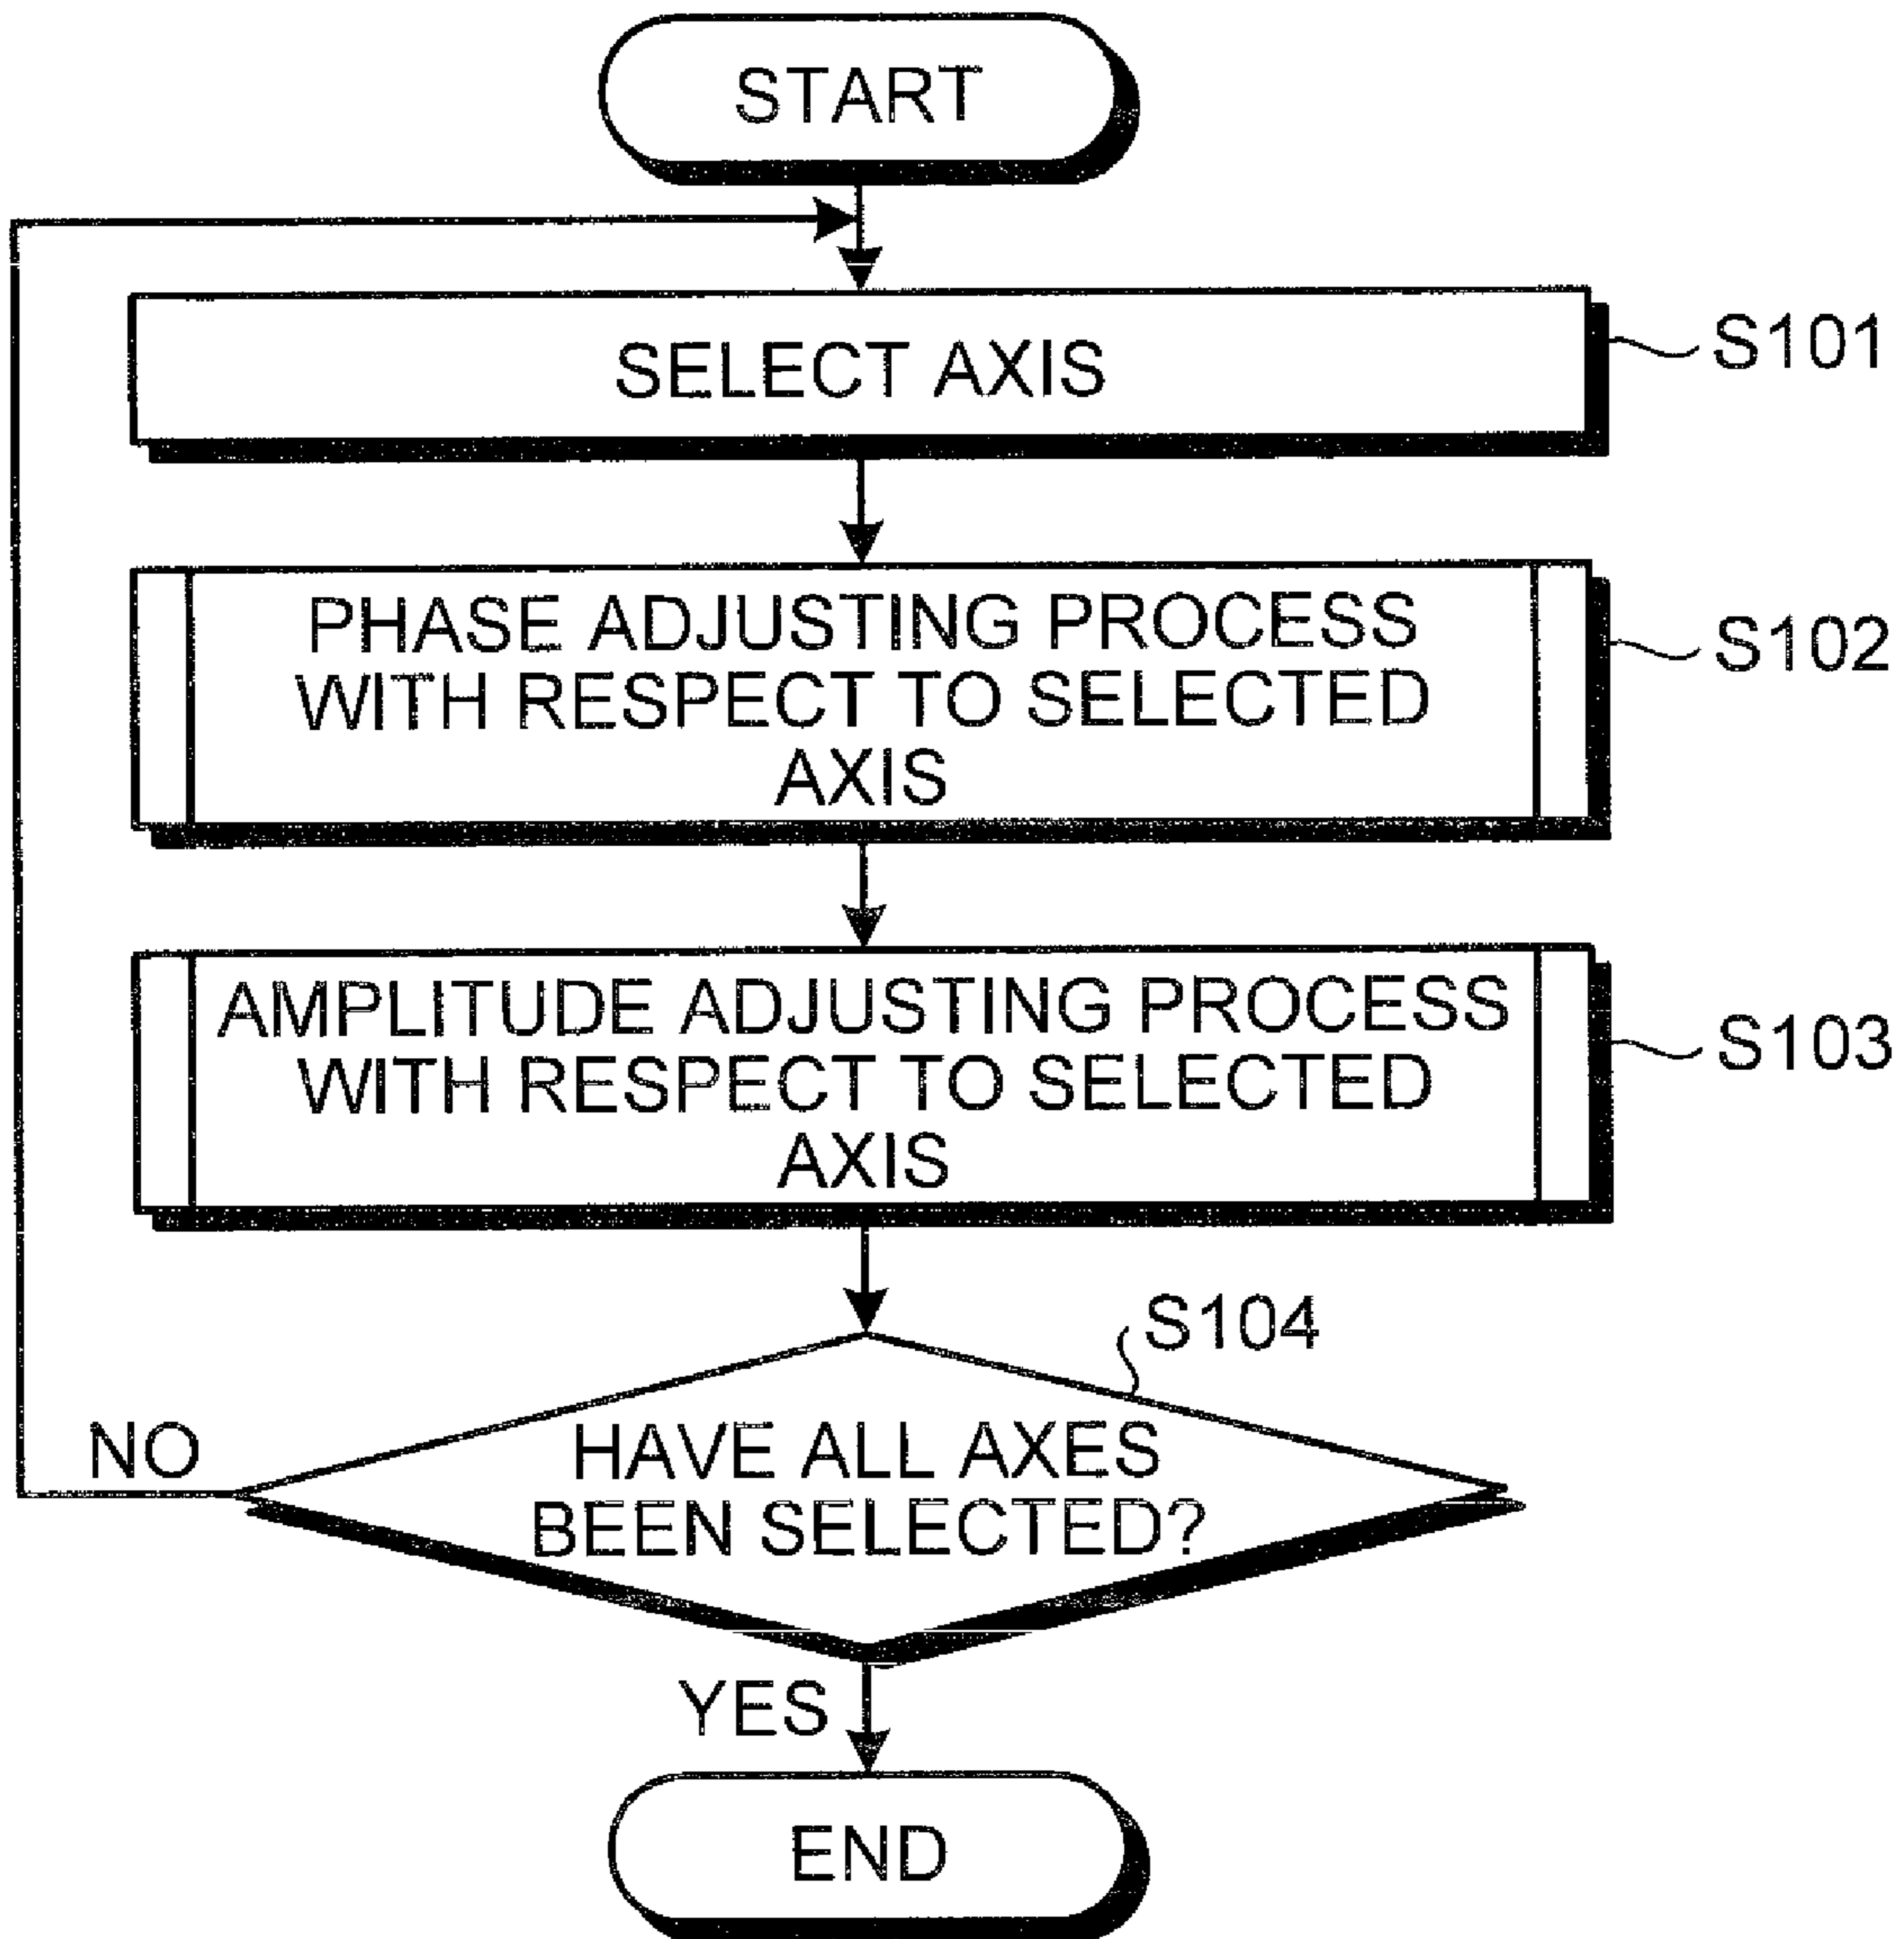 START
SELECT AXIS
S101
PHASE ADJUSTING PROCESS
WITH RESPECT TO SELECTED
AXIS
S102
AMPLITUDE ADJUSTING PROCESS
WITH RESPECT TO SELECTED
AXIS
S103
S104
HAVE ALL AXES
BEEN SELECTED?
NO
YES
END